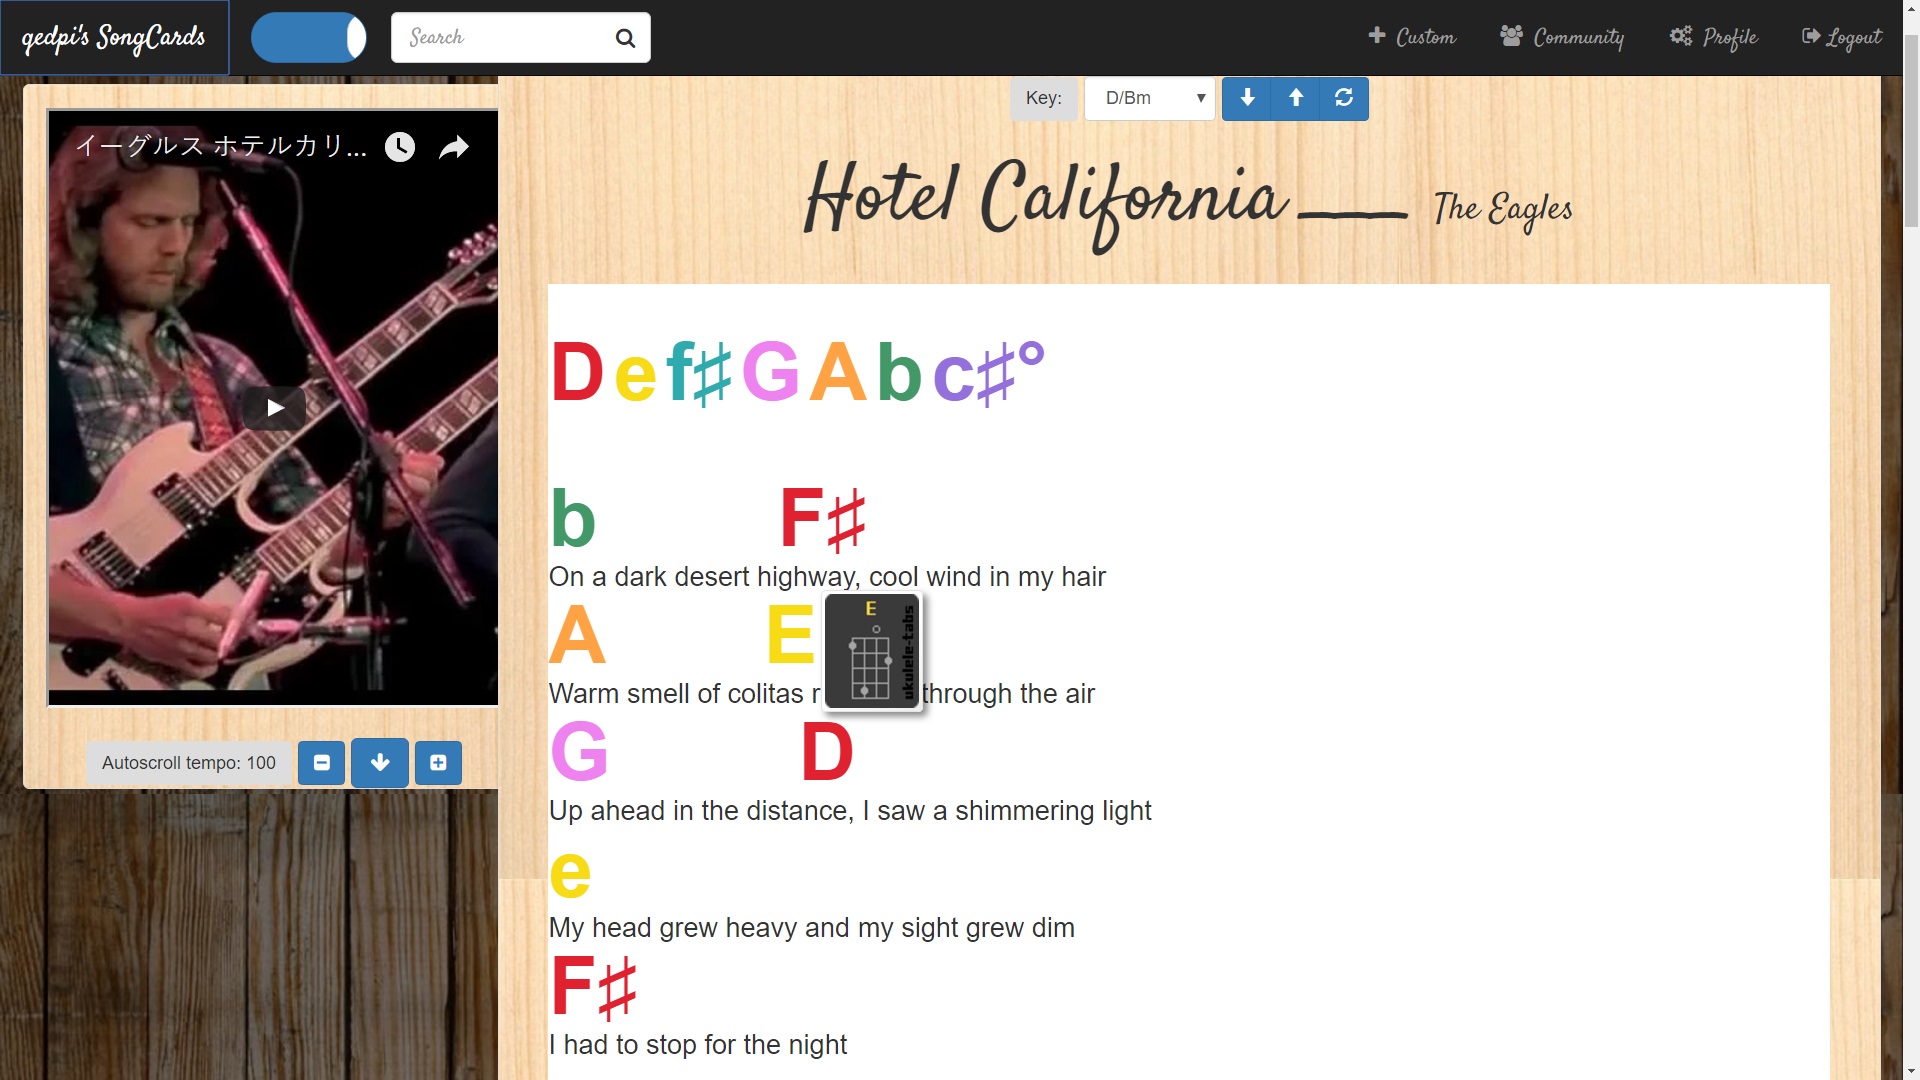 qedpi's SongCards
Search
Custom
Community
Profile
Logout
イーグルス ホテルカリ...
Autoscroll tempo: 100
Key:
D/Bm
Hotel California ___ The Eagles
D e f♯ G A b c♯°
b F♯
On a dark desert highway, cool wind in my hair
A E
E
ukulele-tabs
Warm smell of colitas r through the air
G D
Up ahead in the distance, I saw a shimmering light
e
My head grew heavy and my sight grew dim
F♯
I had to stop for the night